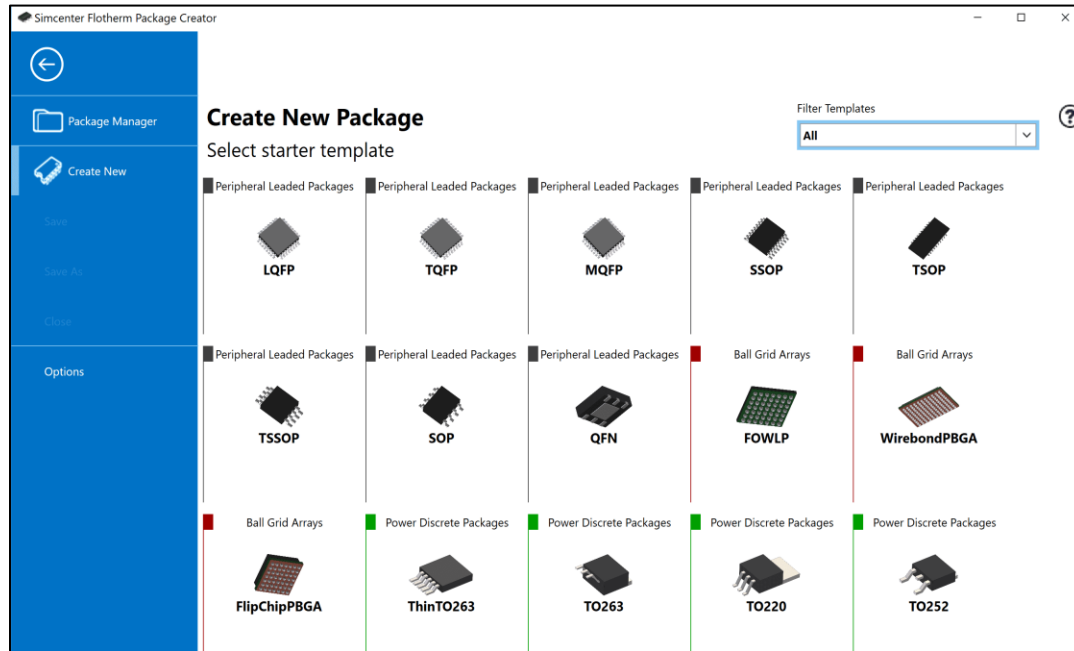 Simcenter Flotherm Package Creator
Package Manager
Create New
Save
Save As
Close
Options
Create New Package
Select starter template
Filter Templates
All
?
Peripheral Leaded Packages
LQFP
Peripheral Leaded Packages
TQFP
Peripheral Leaded Packages
MQFP
Peripheral Leaded Packages
SSOP
Peripheral Leaded Packages
TSOP
Peripheral Leaded Packages
TSSOP
Peripheral Leaded Packages
SOP
Peripheral Leaded Packages
QFN
Ball Grid Arrays
FOWLP
Ball Grid Arrays
WirebondPBGA
Ball Grid Arrays
FlipChipPBGA
Power Discrete Packages
ThinTO263
Power Discrete Packages
TO263
Power Discrete Packages
TO220
Power Discrete Packages
TO252